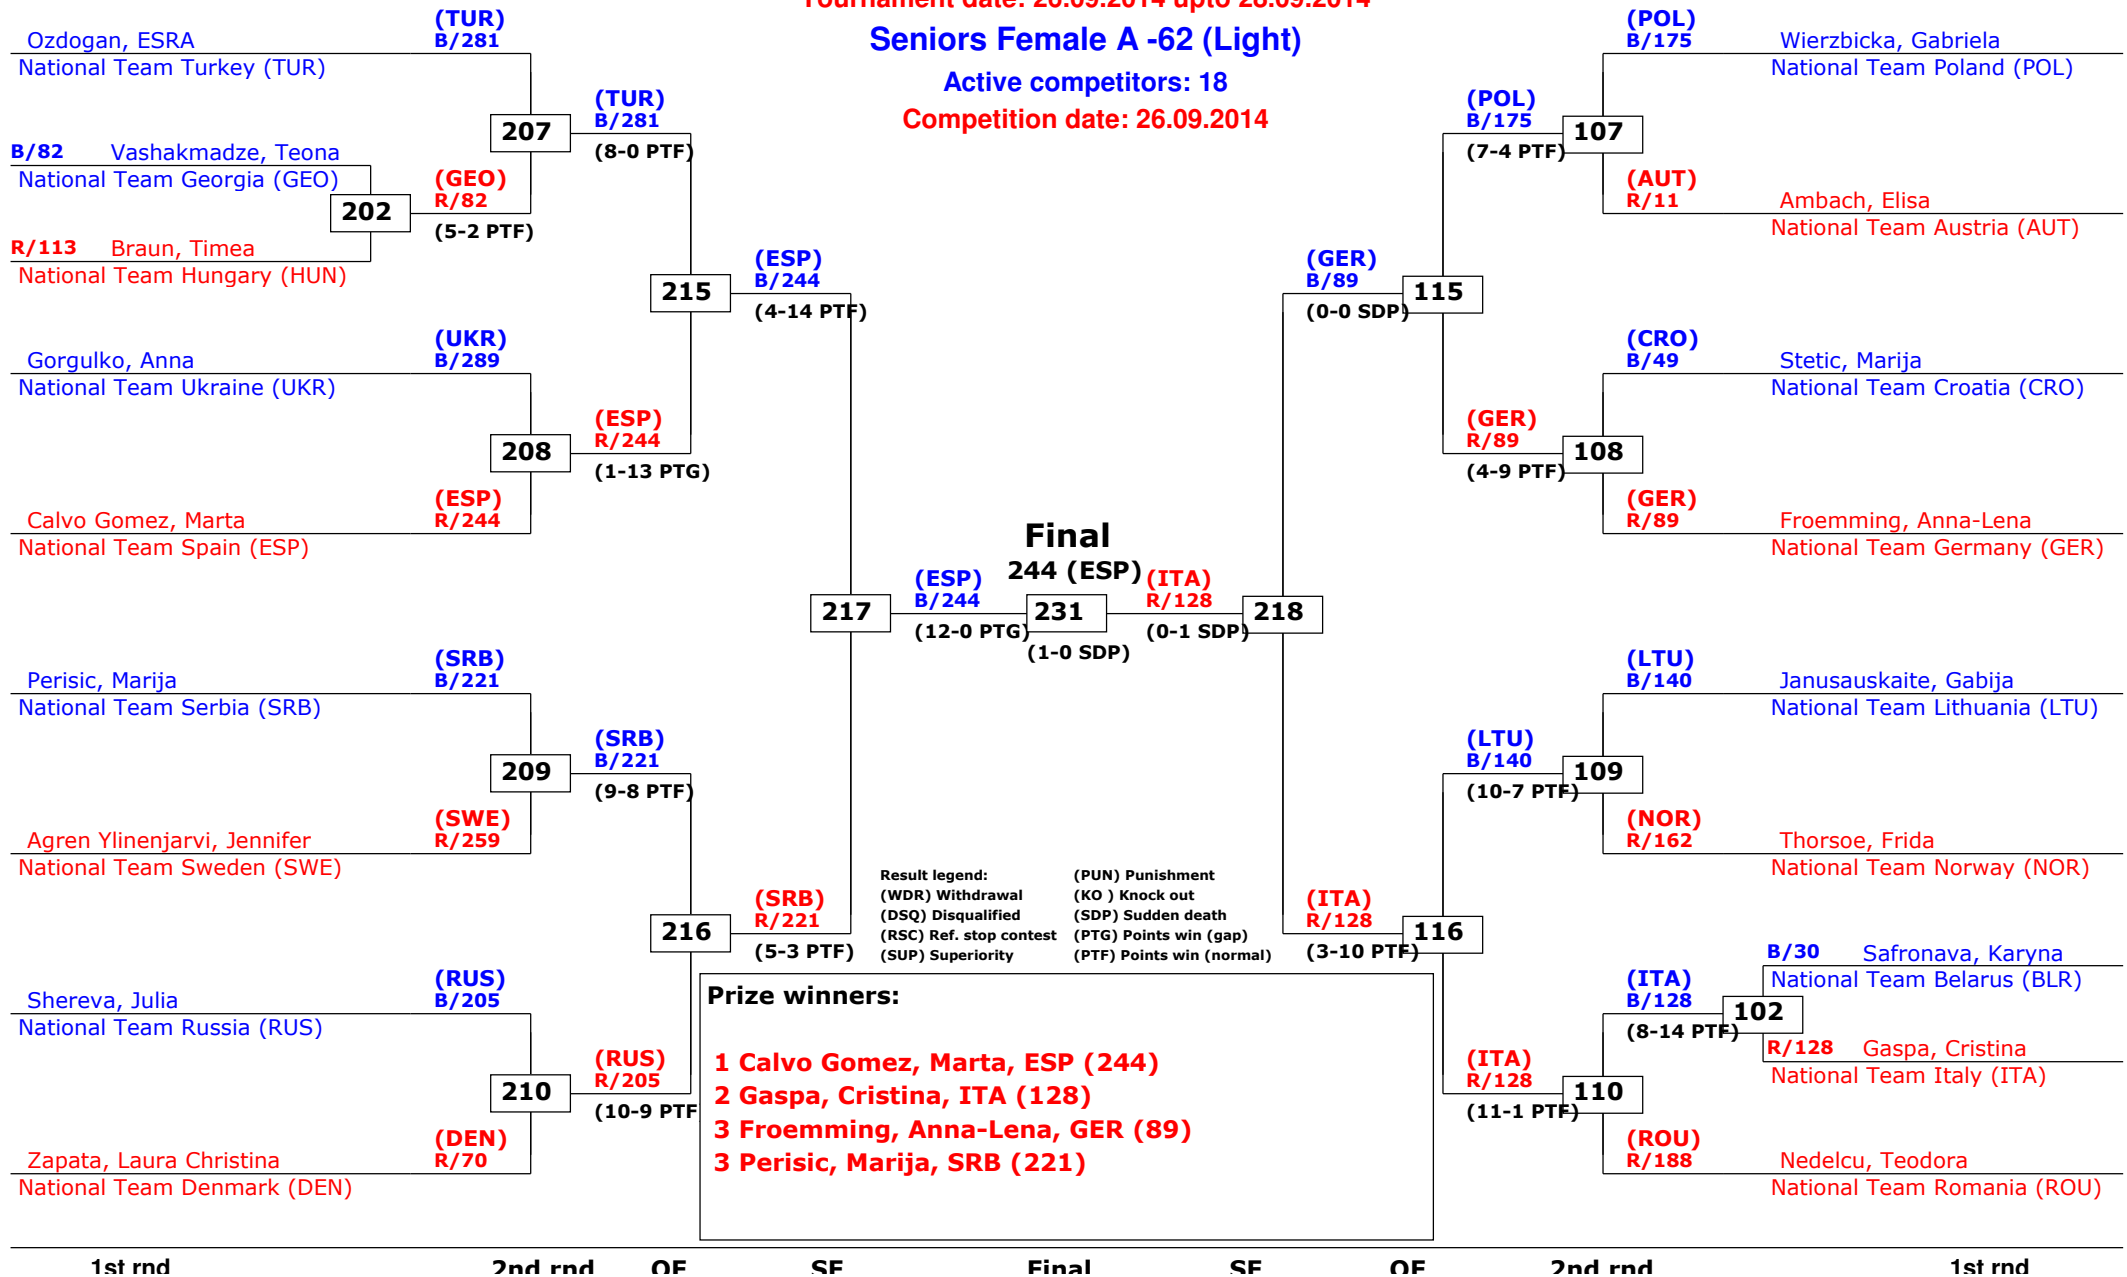 Tournament date: 26.09.2014 upto 28.09.2014
Seniors Female A -62 (Light)
Active competitors: 18
Competition date: 26.09.2014
Ozdogan, ESRA
National Team Turkey (TUR)
(TUR)
B/281
B/82 Vashakmadze, Teona
National Team Georgia (GEO)
R/113 Braun, Timea
National Team Hungary (HUN)
202
(GEO)
R/82
(5-2 PTF)
207
(TUR)
B/281
(8-0 PTF)
Gorgulko, Anna
National Team Ukraine (UKR)
(UKR)
B/289
Calvo Gomez, Marta
National Team Spain (ESP)
(ESP)
R/244
208
(ESP)
R/244
(1-13 PTG)
215
(ESP)
B/244
(4-14 PTF)
Perisic, Marija
National Team Serbia (SRB)
(SRB)
B/221
Agren Ylinenjarvi, Jennifer
National Team Sweden (SWE)
(SWE)
R/259
209
(SRB)
B/221
(9-8 PTF)
Shereva, Julia
National Team Russia (RUS)
(RUS)
B/205
Zapata, Laura Christina
National Team Denmark (DEN)
(DEN)
R/70
210
(RUS)
R/205
(10-9 PTF
216
(SRB)
R/221
(5-3 PTF)
217
(ESP)
B/244
(12-0 PTG)
Final
244 (ESP)
231
(1-0 SDP)
(ITA)
R/128
(0-1 SDP)
218
(GER)
B/89
(0-0 SDP)
115
(POL)
B/175
(7-4 PTF)
107
(POL)
B/175
Wierzbicka, Gabriela
National Team Poland (POL)
(AUT)
R/11
Ambach, Elisa
National Team Austria (AUT)
(GER)
R/89
(4-9 PTF)
108
(CRO)
B/49
Stetic, Marija
National Team Croatia (CRO)
(GER)
R/89
Froemming, Anna-Lena
National Team Germany (GER)
(ITA)
R/128
(3-10 PTF)
116
(LTU)
B/140
(10-7 PTF)
109
(LTU)
B/140
Janusauskaite, Gabija
National Team Lithuania (LTU)
(NOR)
R/162
Thorsoe, Frida
National Team Norway (NOR)
(ITA)
R/128
(11-1 PTF)
110
(ITA)
B/128
(8-14 PTF)
102
B/30 Safronava, Karyna
National Team Belarus (BLR)
R/128 Gaspa, Cristina
National Team Italy (ITA)
(ROU)
R/188
Nedelcu, Teodora
National Team Romania (ROU)
Result legend: (PUN) Punishment
(WDR) Withdrawal (KO ) Knock out
(DSQ) Disqualified (SDP) Sudden death
(RSC) Ref. stop contest (PTG) Points win (gap)
(SUP) Superiority (PTF) Points win (normal)
Prize winners:
1 Calvo Gomez, Marta, ESP (244)
2 Gaspa, Cristina, ITA (128)
3 Froemming, Anna-Lena, GER (89)
3 Perisic, Marija, SRB (221)
1st rnd 2nd rnd QF SF Final SF QF 2nd rnd 1st rnd